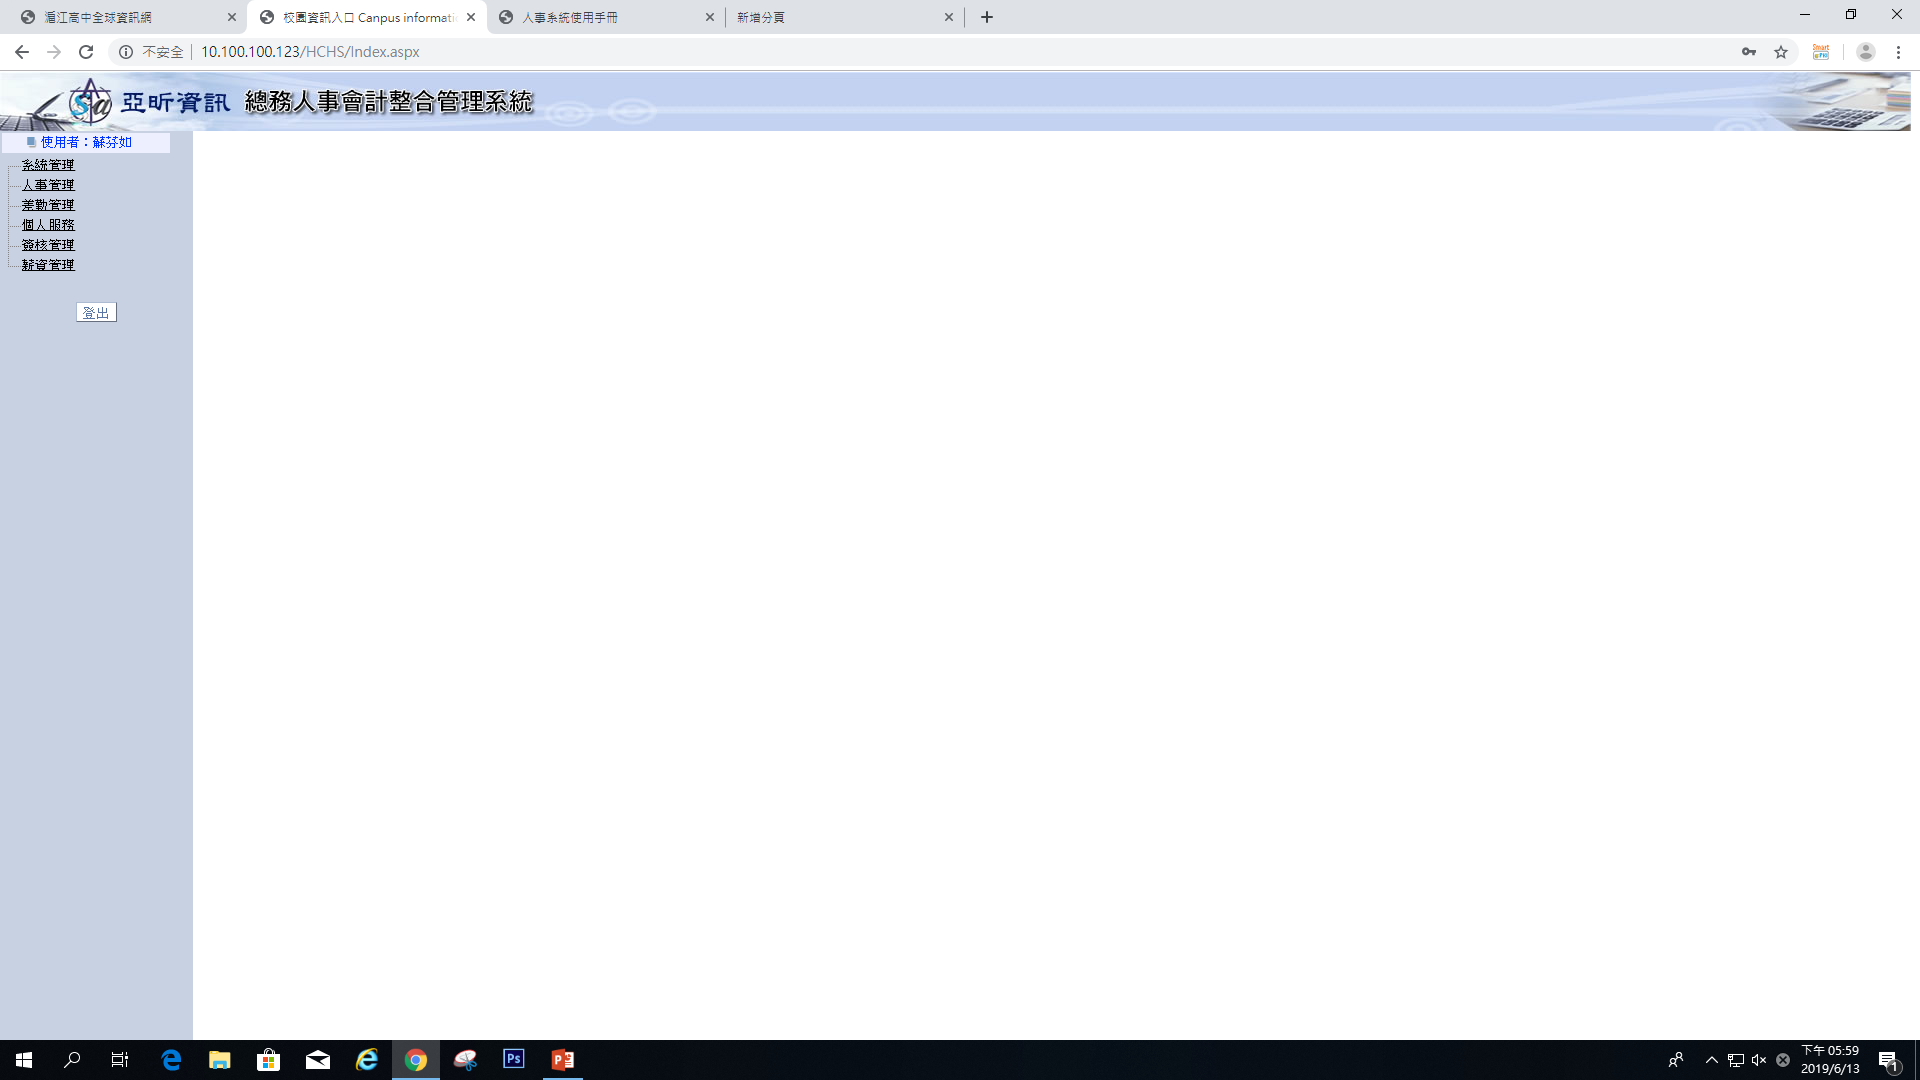 滬江高中全球資訊網
校園資訊入口 Canpus informati
人事系統使用手冊
新增分頁
不安全
10.100.100.123/HCHS/Index.aspx
Smart
亞昕資訊 總務人事會計整合管理系統
使用者：蘇芬如
系統管理
人事管理
差勤管理
個人服務
簽核管理
薪資管理
登出
Ps
下午 05:59
2019/6/13
1